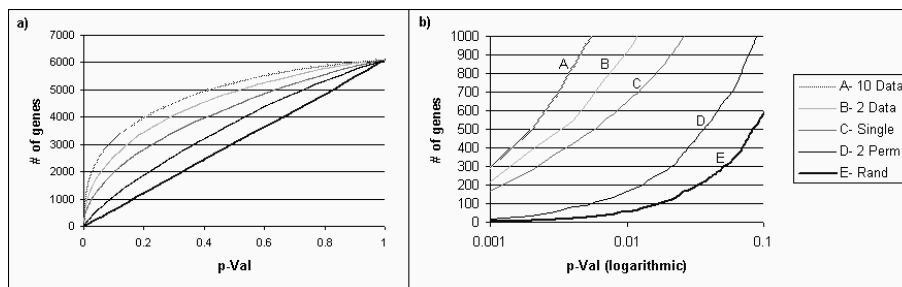 a)
# of genes
7000
6000
5000
4000
3000
2000
1000
0
0
0.2
0.4
0.6
0.8
1
p-Val
b)
# of genes
1000
900
800
700
600
500
400
300
200
100
0
A
B
C
D
E
0.001
0.01
0.1
p-Val (logarithmic)
A- 10 Data
B- 2 Data
C- Single
D- 2 Perm
E- Rand